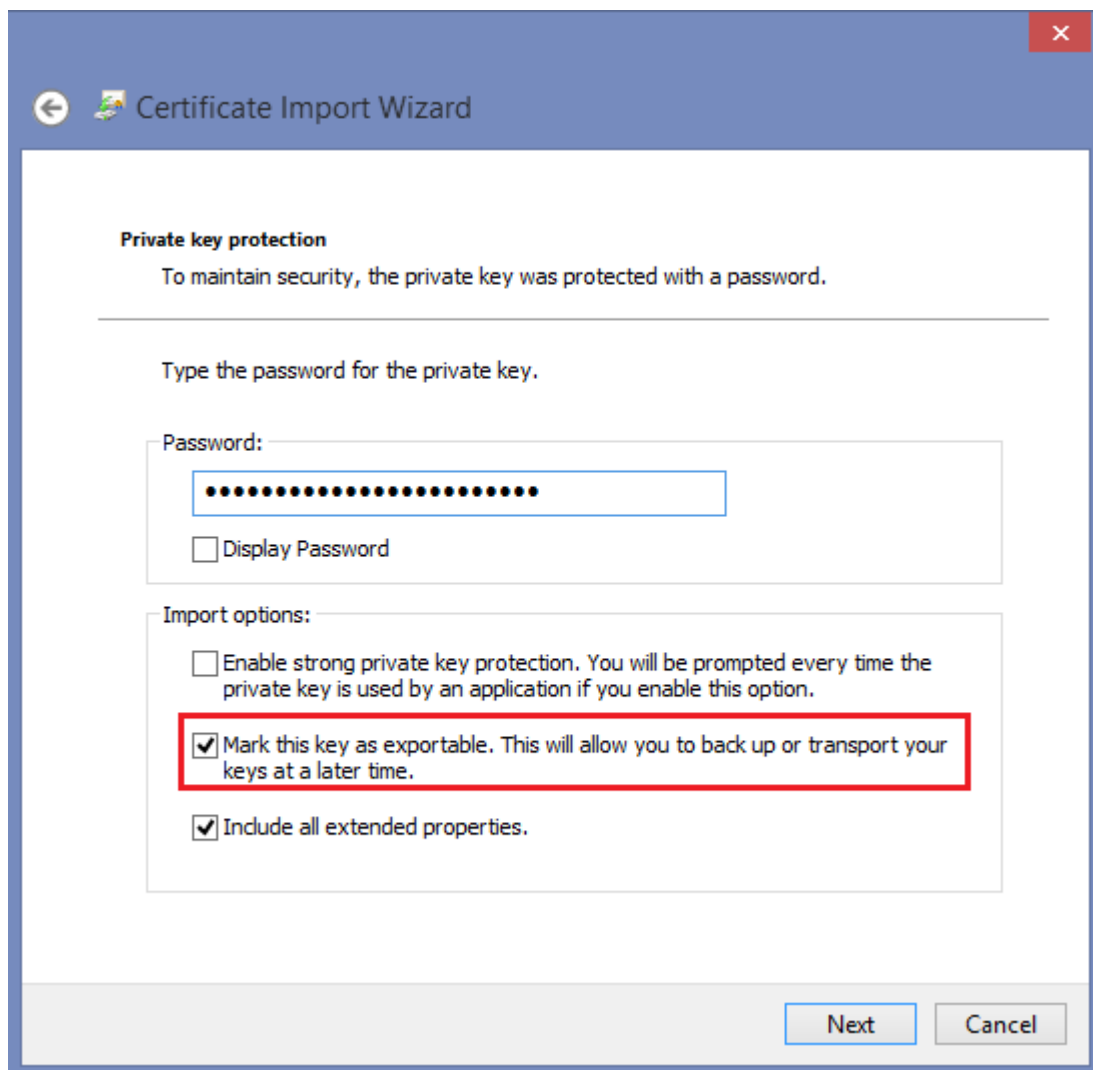 Certificate Import Wizard
Private key protection
To maintain security, the private key was protected with a password.
Type the password for the private key.
Password:
••••••••••••••••••••••••
Display Password
Import options:
Enable strong private key protection. You will be prompted every time the
private key is used by an application if you enable this option.
Mark this key as exportable. This will allow you to back up or transport your
keys at a later time.
Include all extended properties.
Next Cancel